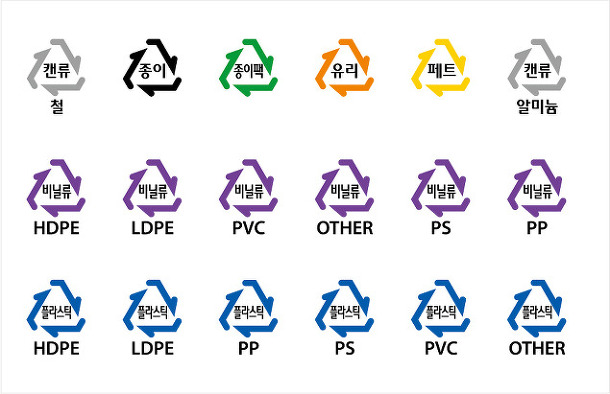 캔류 종이 종이팩 유리 페트 캔류
철 알미늄
비닐류 비닐류 비닐류 비닐류 비닐류 비닐류
HDPE LDPE PVC OTHER PS PP
플라스틱 플라스틱 플라스틱 플라스틱 플라스틱 플라스틱
HDPE LDPE PP PS PVC OTHER